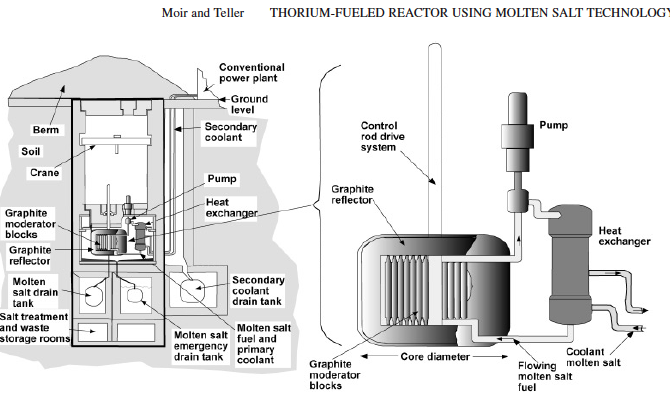 Moir and Teller THORIUM-FUELED REACTOR USING MOLTEN SALT TECHNOLOGY
Conventional
power plant
Ground
level
Secondary
coolant
Berm
Soil
Crane
Pump
Heat
exchanger
Graphite
moderator
blocks
Graphite
reflector
Molten
salt drain
tank
Salt treatment
and waste
storage rooms
Molten salt
emergency
drain tank
Molten salt
fuel and
primary
coolant
Secondary
coolant
drain tank
Control
rod drive
system
Pump
Graphite
reflector
Heat
exchanger
Graphite
moderator
blocks
Core diameter
Flowing
molten salt
fuel
Coolant
molten salt